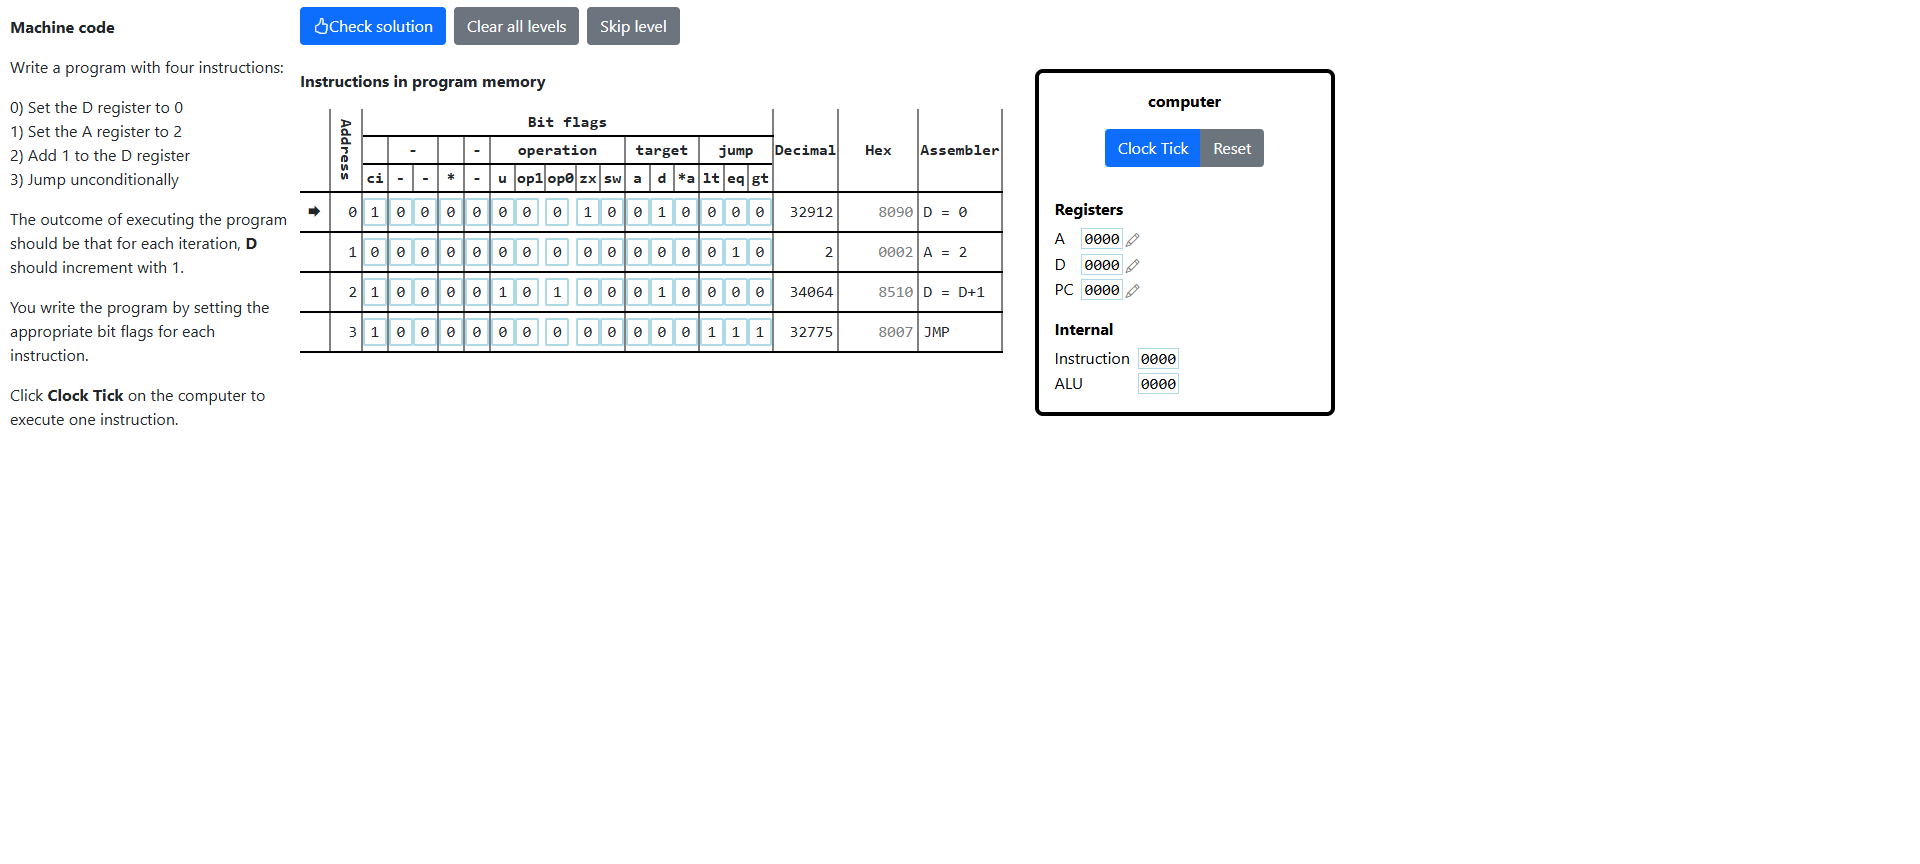 Machine code
Write a program with four instructions:
0) Set the D register to 0
1) Set the A register to 2
2) Add 1 to the D register
3) Jump unconditionally
The outcome of executing the program
should be that for each iteration, D
should increment with 1.
You write the program by setting the
appropriate bit flags for each
instruction.
Click Clock Tick on the computer to
execute one instruction.
Check solution Clear all levels Skip level
Instructions in program memory
Address Bit flags Decimal Hex Assembler
- - operation target jump
ci - - * - u op1 op0 zx sw a d *a lt eq gt
0 1 0 0 0 0 0 0 0 1 0 0 1 0 0 0 0 32912 8090 D = 0
1 0 0 0 0 0 0 0 0 0 0 0 0 0 0 1 0 2 0002 A = 2
2 1 0 0 0 0 1 0 1 0 0 0 1 0 0 0 0 34064 8510 D = D+1
3 1 0 0 0 0 0 0 0 0 0 0 0 0 1 1 1 32775 8007 JMP
computer
Clock Tick Reset
Registers
A 0000
D 0000
PC 0000
Internal
Instruction 0000
ALU 0000